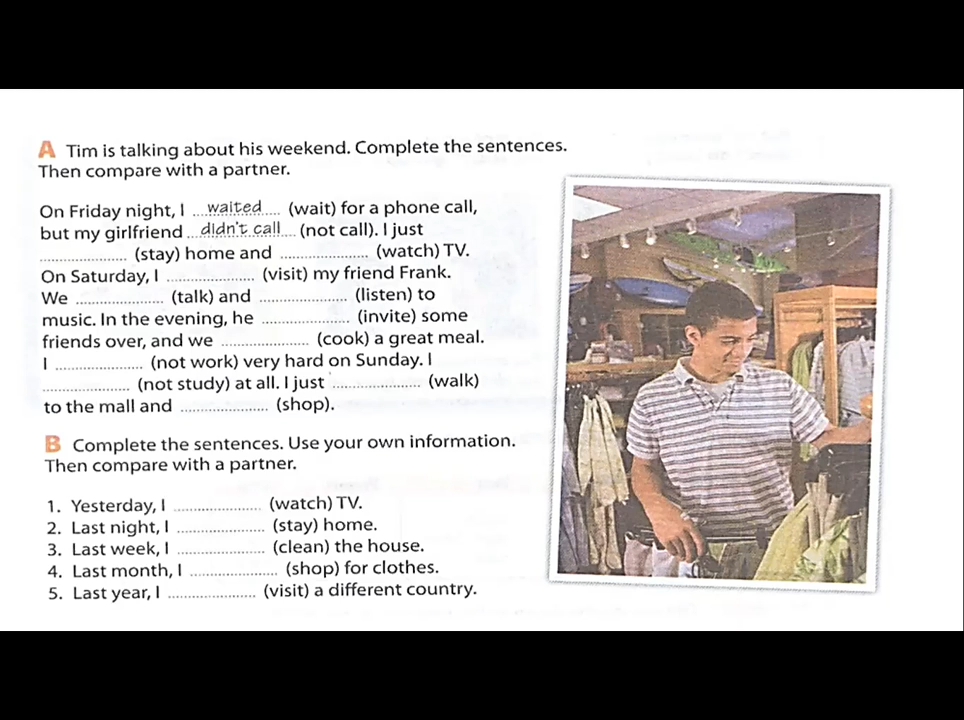 A Tim is talking about his weekend. Complete the sentences.
Then compare with a partner.
On Friday night, I ....waited.... (wait) for a phone call,
but my girlfriend ...didn't call... (not call). I just
...................... (stay) home and ...................... (watch) TV.
On Saturday, I ...................... (visit) my friend Frank.
We ...................... (talk) and ...................... (listen) to
music. In the evening, he ...................... (invite) some
friends over, and we ...................... (cook) a great meal.
I ...................... (not work) very hard on Sunday. I
...................... (not study) at all. I just ...................... (walk)
to the mall and ...................... (shop).
B Complete the sentences. Use your own information.
Then compare with a partner.
1. Yesterday, I ...................... (watch) TV.
2. Last night, I ...................... (stay) home.
3. Last week, I ...................... (clean) the house.
4. Last month, I ...................... (shop) for clothes.
5. Last year, I ...................... (visit) a different country.